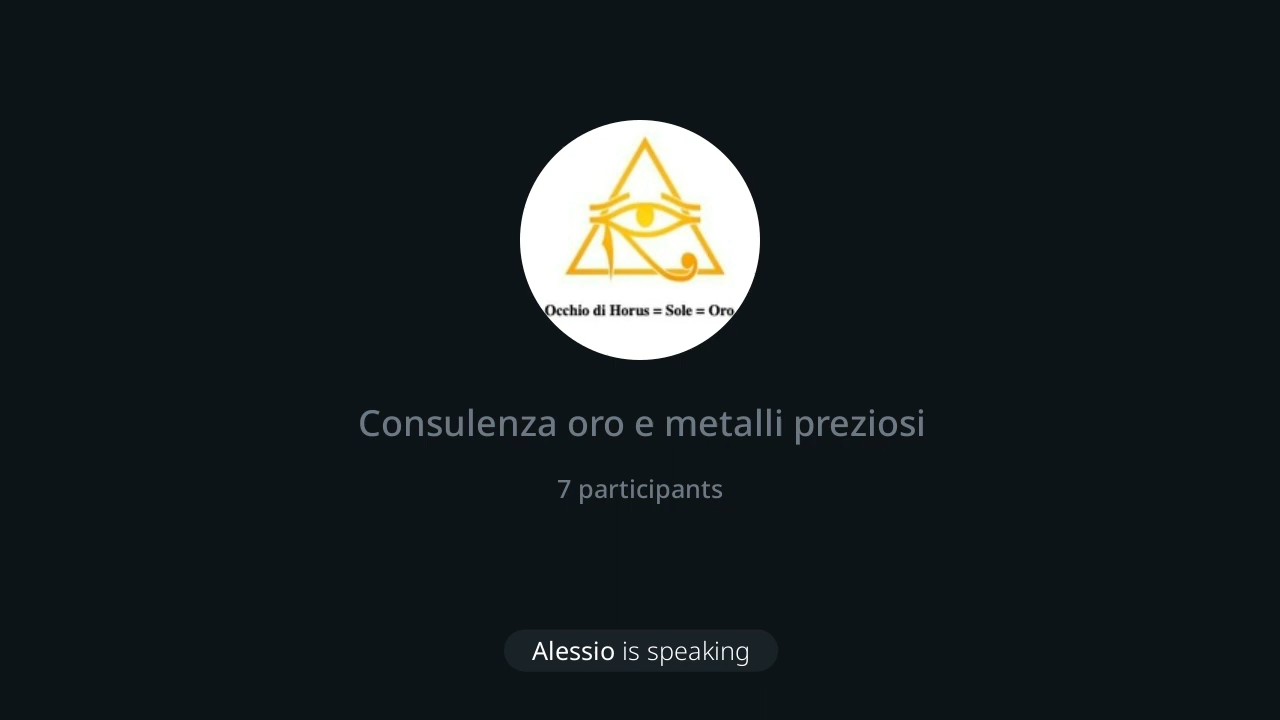 Occhio di Horus = Sole = Oro
Consulenza oro e metalli preziosi
7 participants
Alessio is speaking